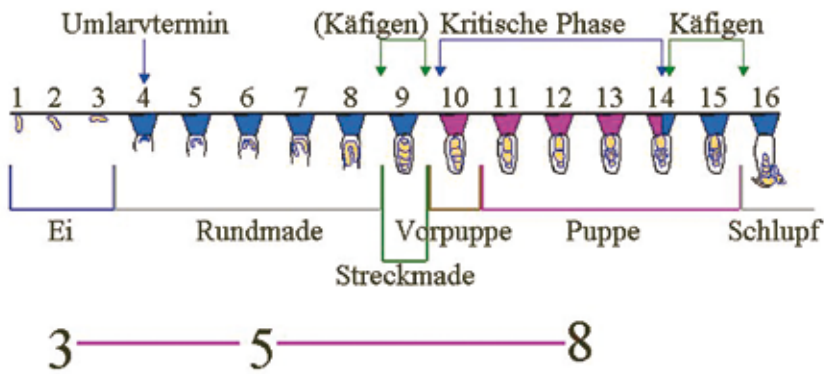 Umlarvtermin (Käfigen) Kritische Phase Käfigen
1 2 3 4 5 6 7 8 9 10 11 12 13 14 15 16
Ei Rundmade Vorpuppe Puppe Schlupf
Streckmade
3 5 8